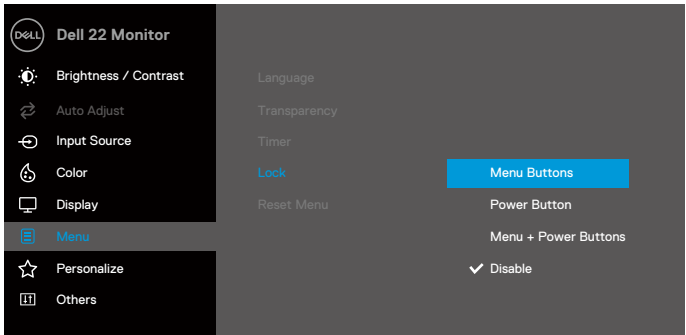 DELL
Dell 22 Monitor
Brightness / Contrast
Auto Adjust
Input Source
Color
Display
Menu
Personalize
Others
Language
Transparency
Timer
Lock
Reset Menu
Menu Buttons
Power Button
Menu + Power Buttons
Disable